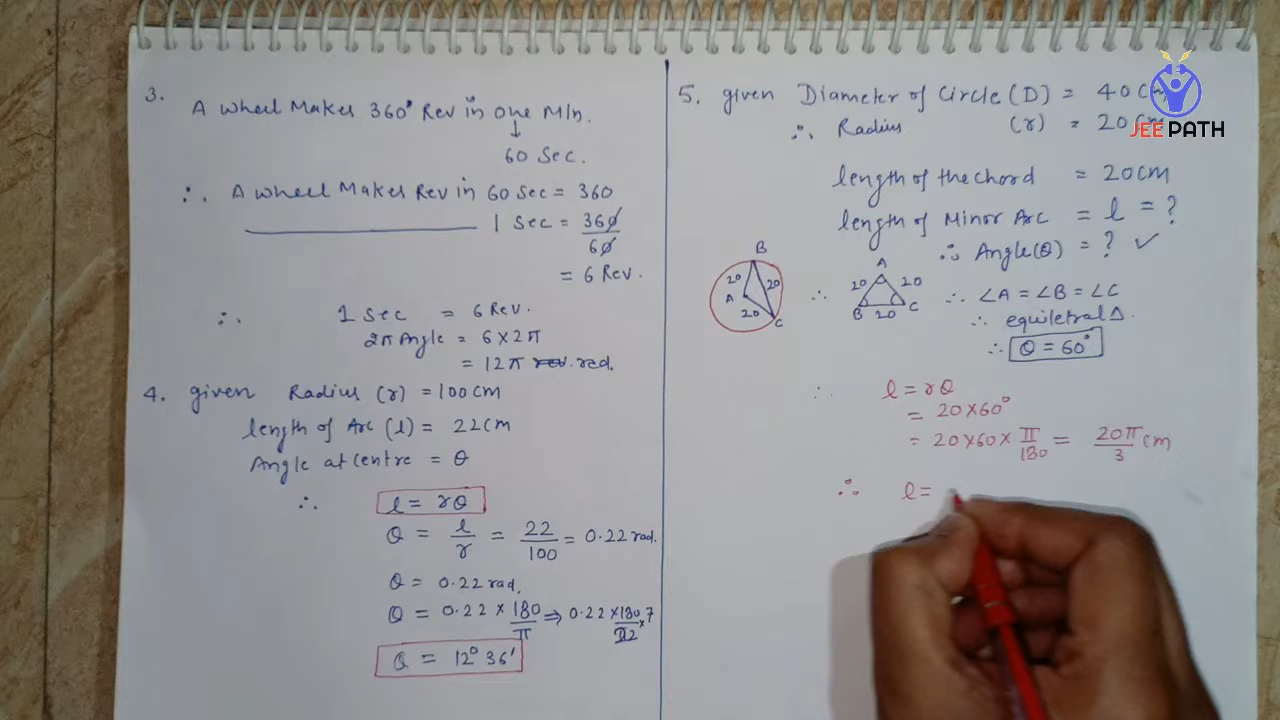 3. A wheel Makes 360° Rev in one Min.
↓
60 Sec.
∴ A wheel Makes Rev in 60 Sec = 360
1 Sec = 360/60
= 6 Rev.
∴ 1 Sec = 6 Rev.
2π Angle = 6 × 2π
= 12π rev. rad.
4. given Radius (r) = 100 cm
length of Arc (l) = 22 cm
Angle at centre = θ
∴ l = rθ
θ = l/r = 22/100 = 0.22 rad.
θ = 0.22 rad.
θ = 0.22 × 180/π ⇒ 0.22 × 180/22 × 7
θ = 12° 36'
5. given Diameter of Circle (D) = 40 cm
∴ Radius (r) = 20 cm
JEE PATH
length of the chord = 20 cm
length of Minor Arc = l = ?
∴ Angle (θ) = ? ✓
B
20 A 20
20 C
∴ A
20 20
B 20 C
∴ ∠A = ∠B = ∠C
∴ equiletral Δ.
∴ θ = 60°
∴ l = rθ
= 20 × 60°
= 20 × 60 × π/180 = 20π/3 cm
∴ l =